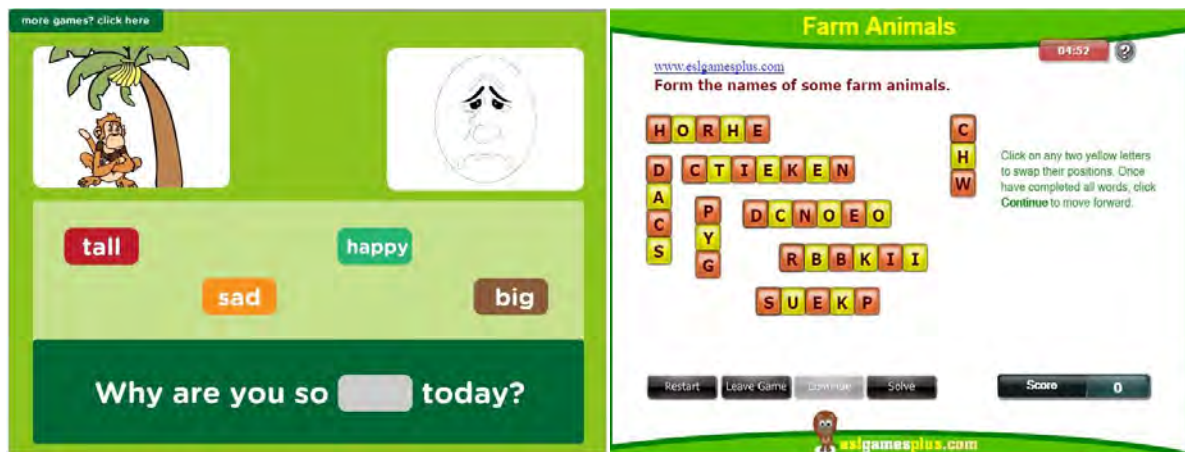 more games? click here
tall
happy
sad
big
Why are you so today?
Farm Animals
04:52 ?
www.eslgamesplus.com
Form the names of some farm animals.
HORHE
DACS
CTIEKEN
PYG
DCNOEO
RBBKII
SUEKP
CHW
Click on any two yellow letters
to swap their positions. Once
have completed all words, click
Continue to move forward.
Restart
Leave Game
Continue
Solve
Score 0
eslgamesplus.com